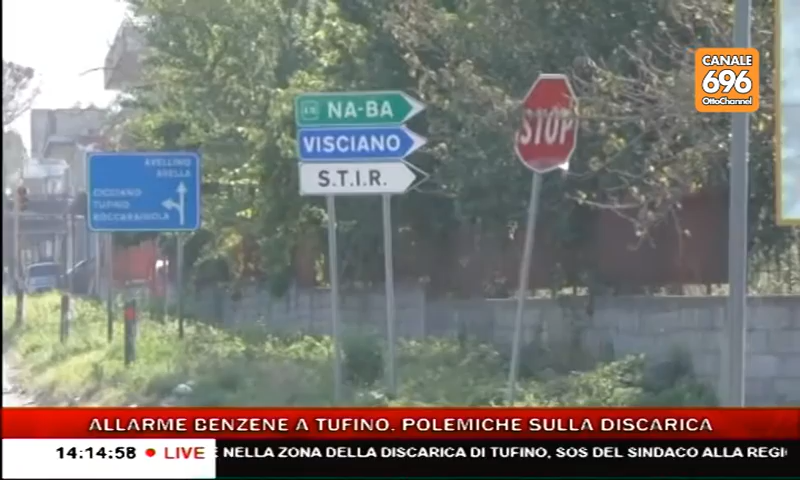 CANALE
696
OttoChannel
NA-BA
VISCIANO
S.T.I.R.
STOP
AVELLINO
AVELLA
CICCIANO
TUFINO
ROCCARAINOLA
ALLARME BENZENE A TUFINO. POLEMICHE SULLA DISCARICA
14:14:58 LIVE E NELLA ZONA DELLA DISCARICA DI TUFINO, SOS DEL SINDACO ALLA REGI